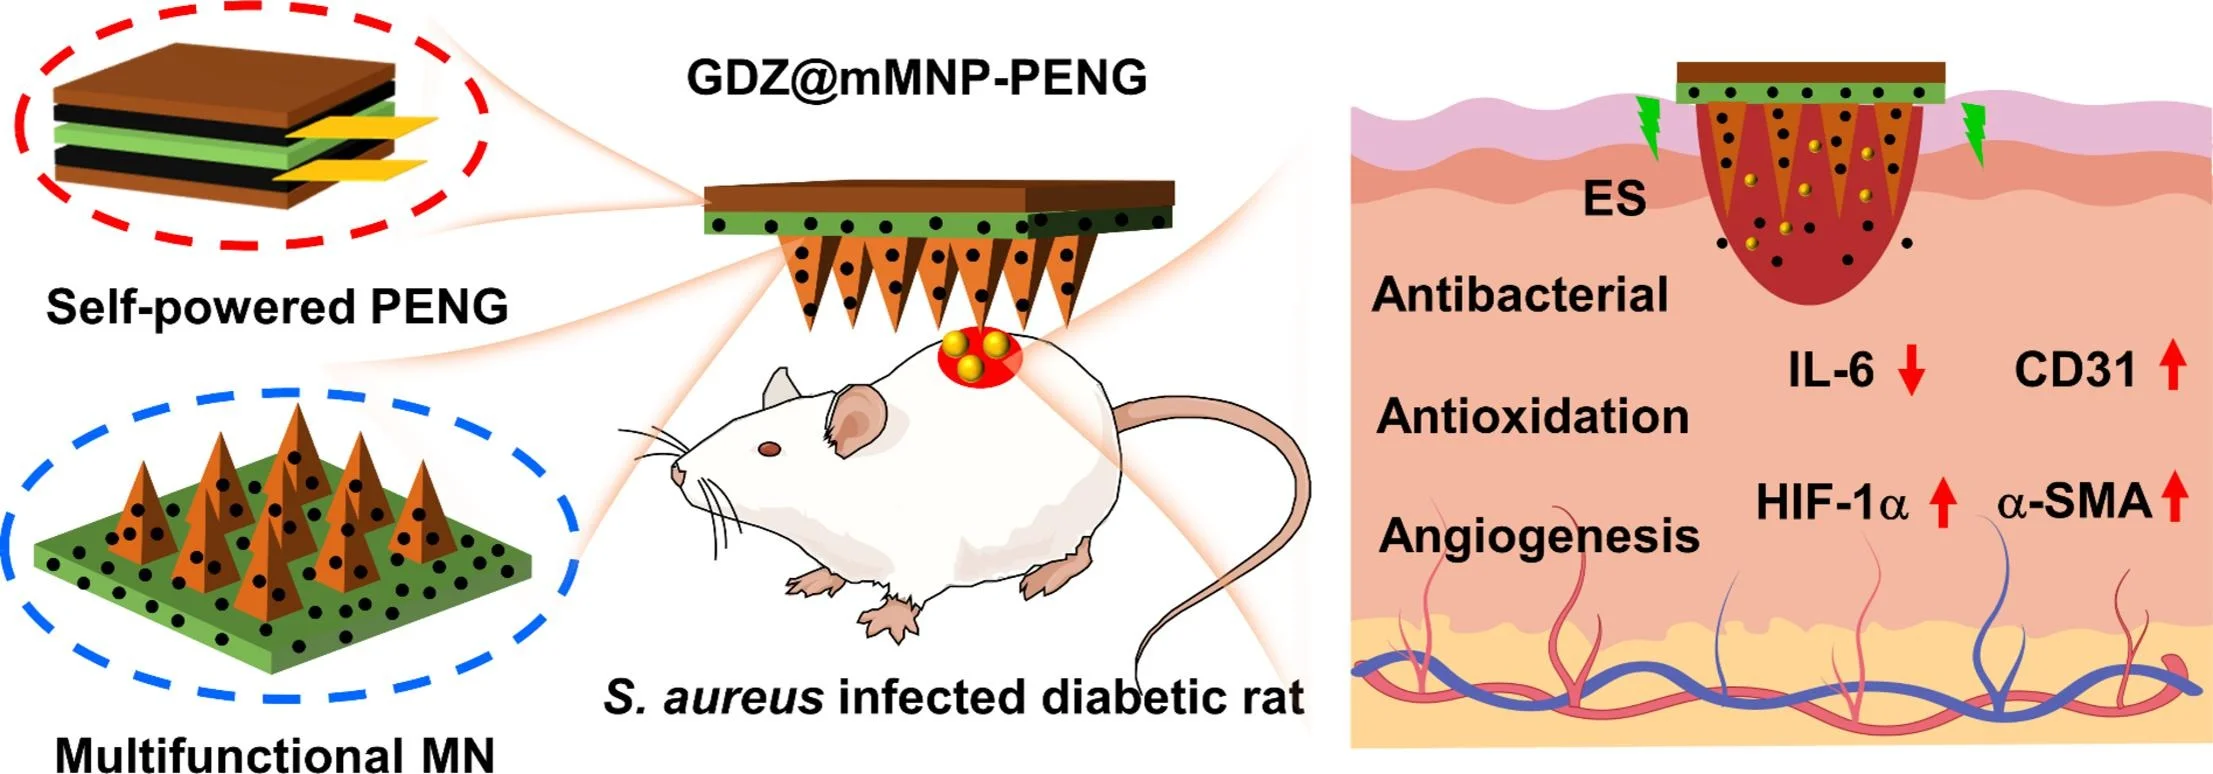 GDZ@mMNP-PENG
Self-powered PENG
Multifunctional MN
S. aureus infected diabetic rat
ES
Antibacterial
IL-6
CD31
Antioxidation
HIF-1α
α-SMA
Angiogenesis